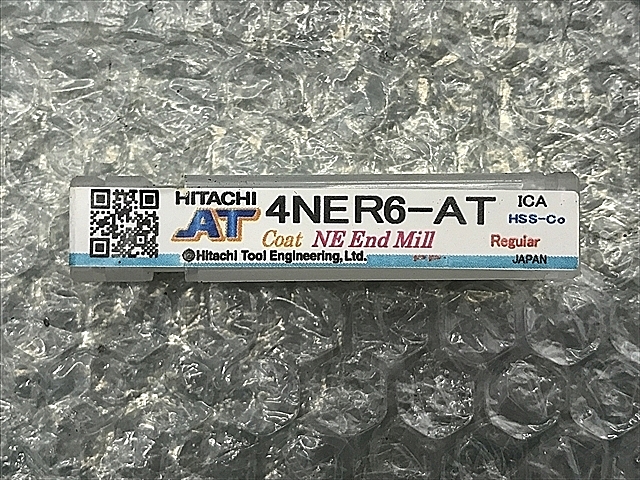 HITACHI
AT 4NER6-AT ICA
HSS-Co
Coat NE End Mill Regular
Hitachi Tool Engineering, Ltd. JAPAN